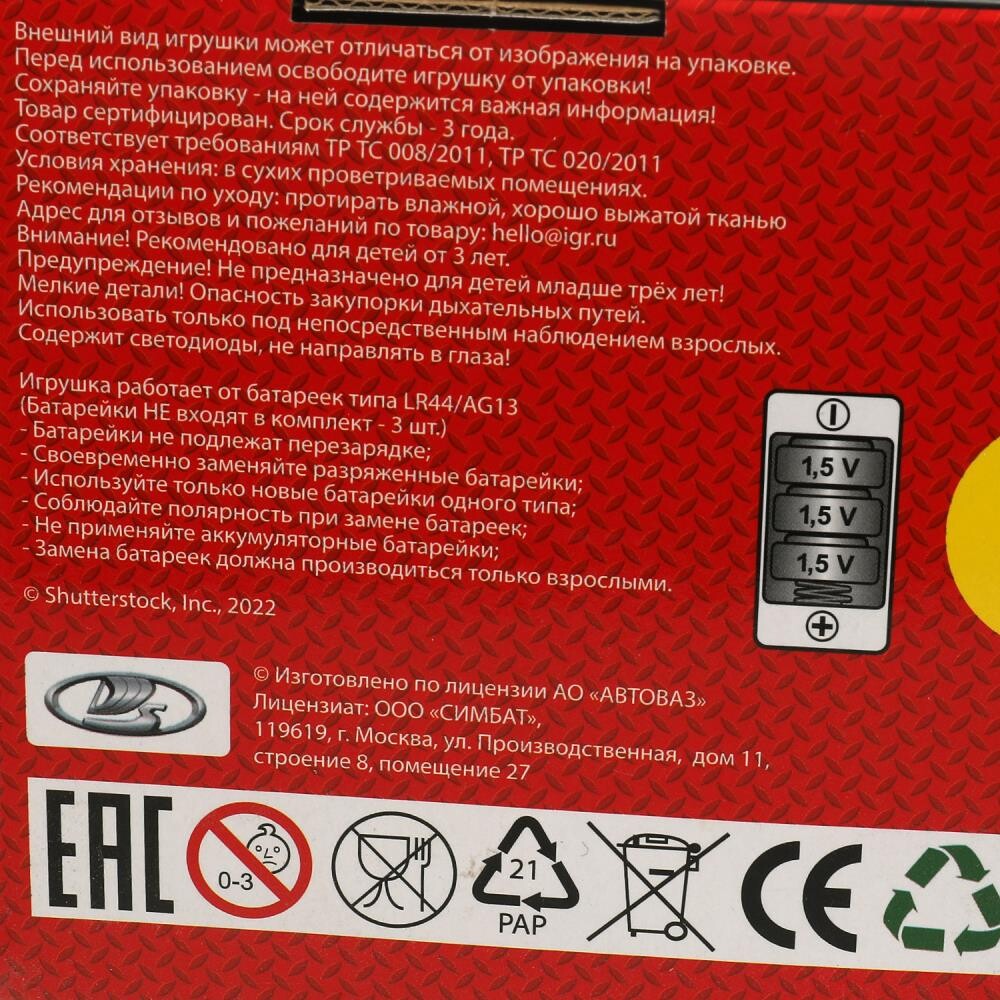 Внешний вид игрушки может отличаться от изображения на упаковке.
Перед использованием освободите игрушку от упаковки!
Сохраняйте упаковку - на ней содержится важная информация!
Товар сертифицирован. Срок службы - 3 года.
Соответствует требованиям ТР ТС 008/2011, ТР ТС 020/2011
Условия хранения: в сухих проветриваемых помещениях.
Рекомендации по уходу: протирать влажной, хорошо выжатой тканью
Адрес для отзывов и пожеланий по товару: hello@igr.ru
Внимание! Рекомендовано для детей от 3 лет.
Предупреждение! Не предназначено для детей младше трёх лет!
Мелкие детали! Опасность закупорки дыхательных путей.
Использовать только под непосредственным наблюдением взрослых.
Содержит светодиоды, не направлять в глаза!
Игрушка работает от батареек типа LR44/AG13
(Батарейки НЕ входят в комплект - 3 шт.)
- Батарейки не подлежат перезарядке;
- Своевременно заменяйте разряженные батарейки;
- Используйте только новые батарейки одного типа;
- Соблюдайте полярность при замене батареек;
- Не применяйте аккумуляторные батарейки;
- Замена батареек должна производиться только взрослыми.
1,5 V
1,5 V
1,5 V
© Shutterstock, Inc., 2022
© Изготовлено по лицензии АО «АВТОВАЗ»
Лицензиат: ООО «СИМБАТ»,
119619, г. Москва, ул. Производственная, дом 11,
строение 8, помещение 27
EAC
0-3
21
PAP
CE